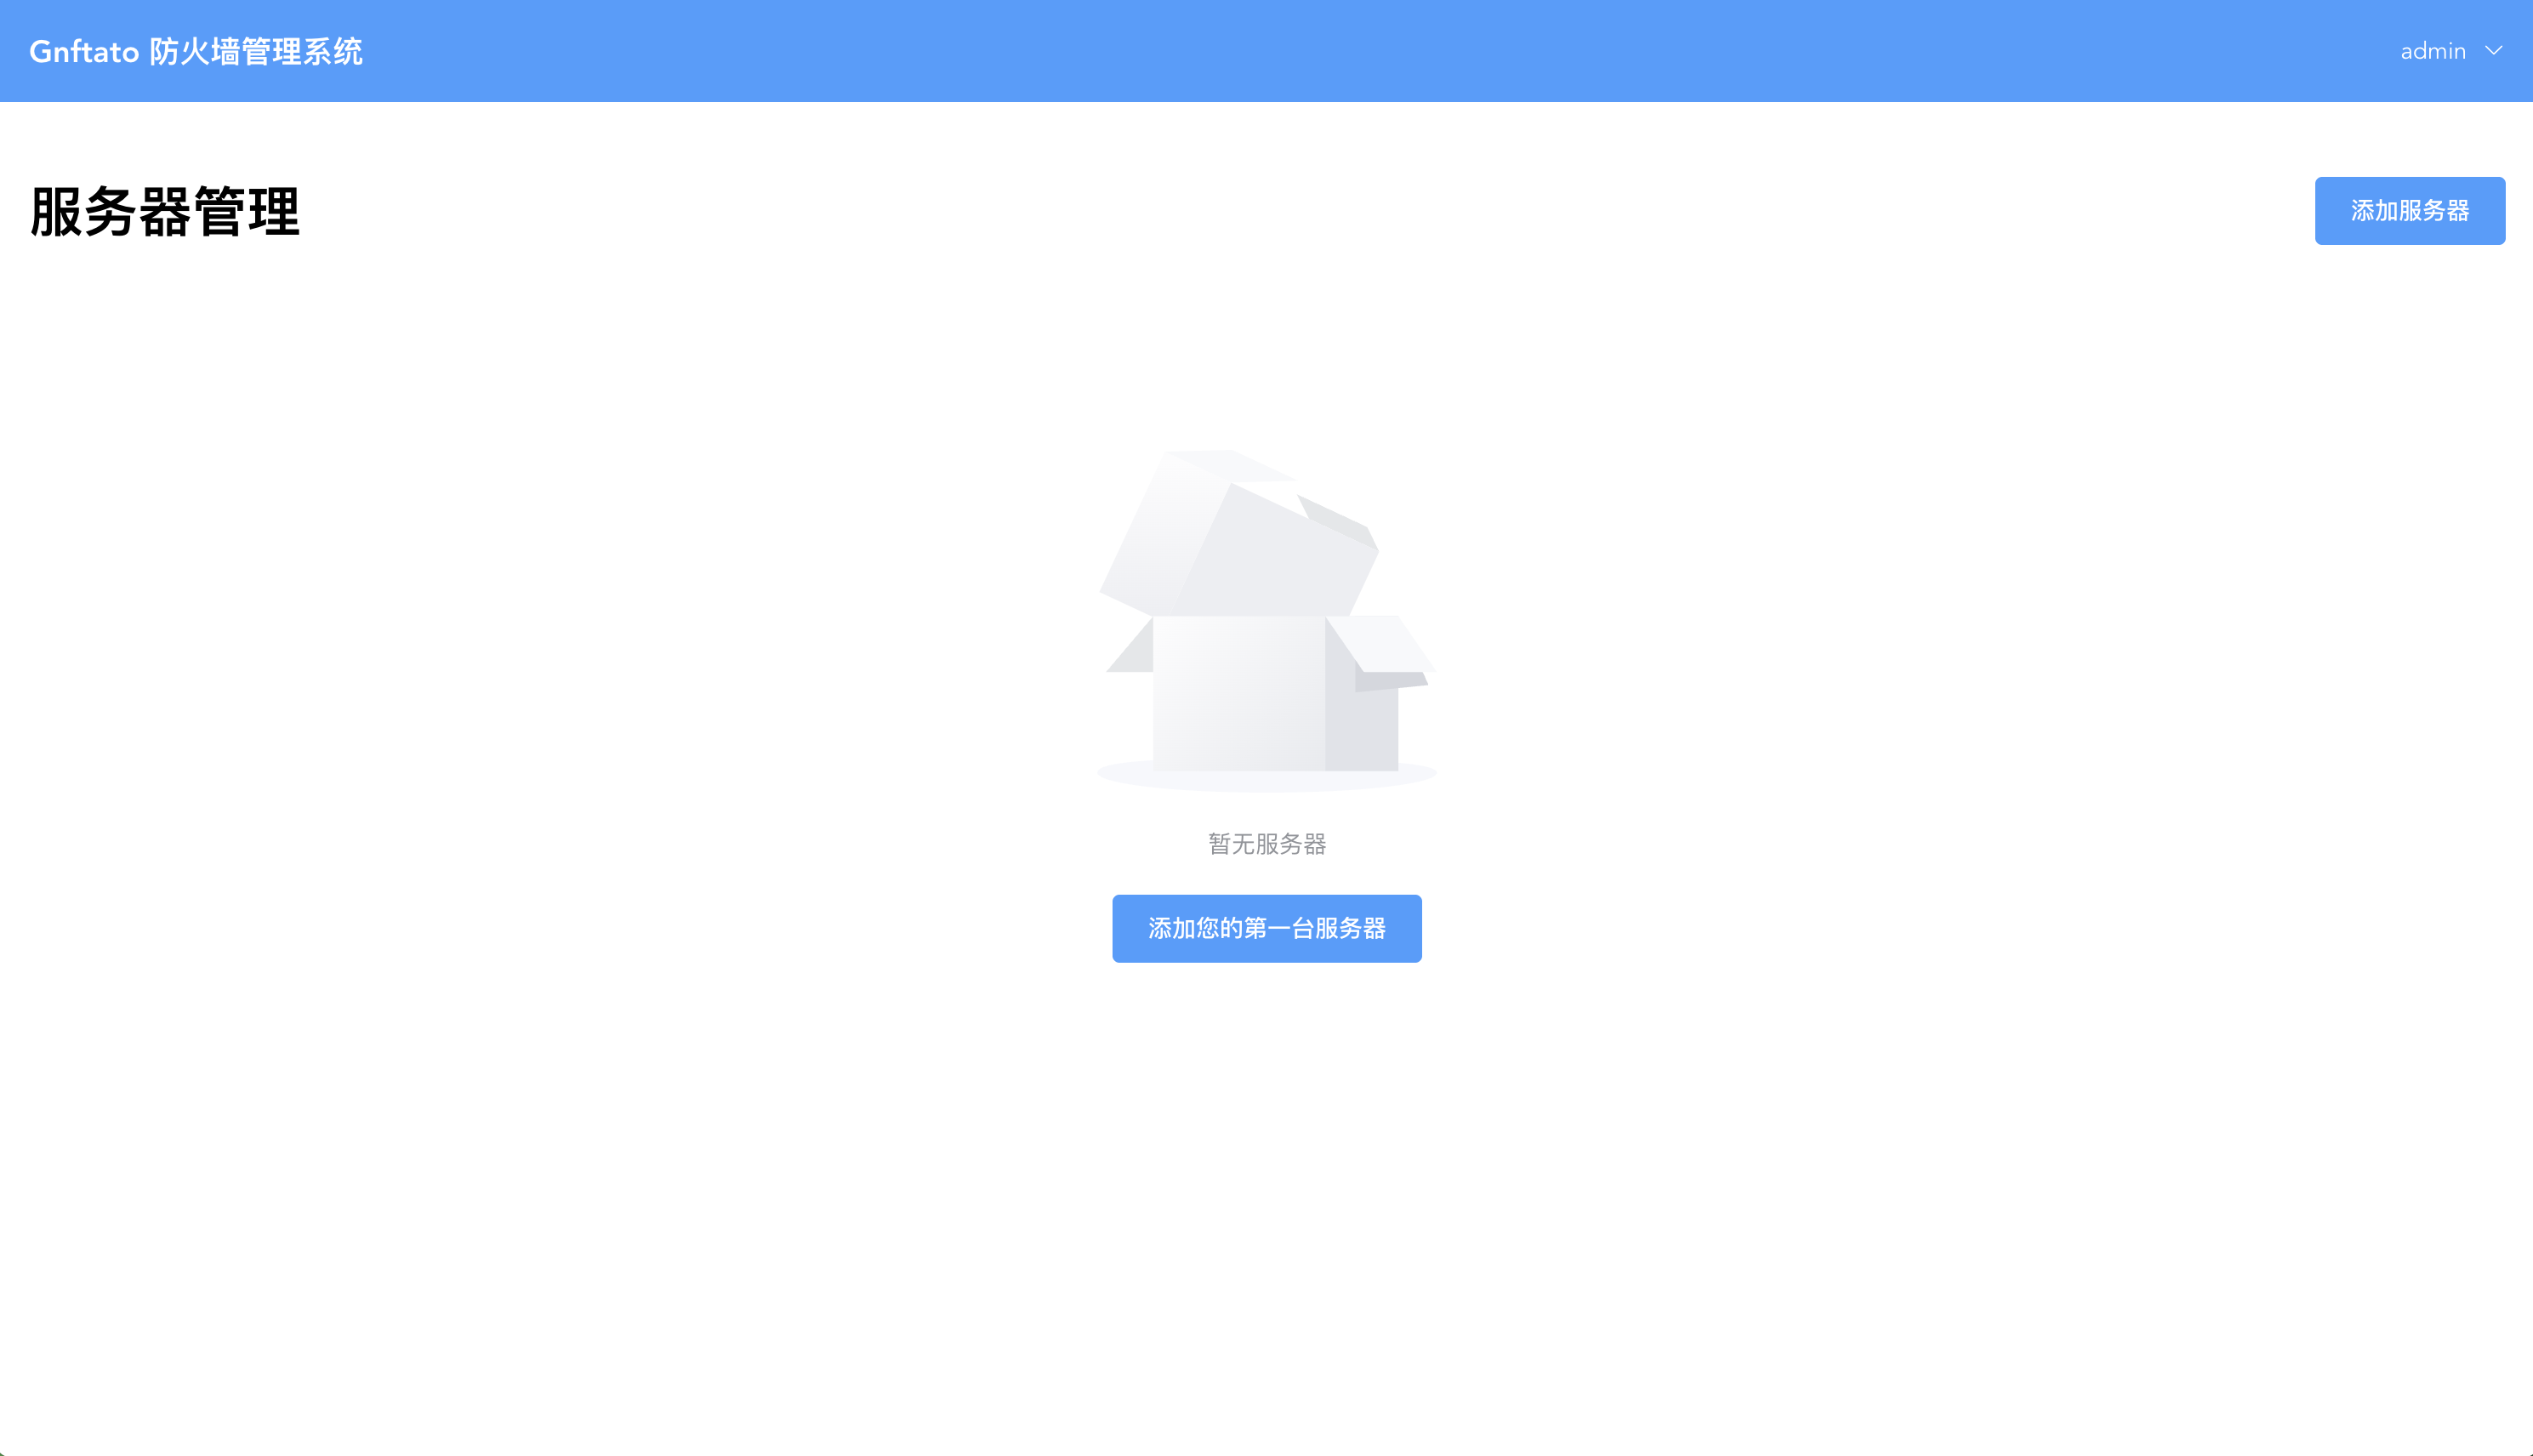 Gnftato 防火墙管理系统
admin
服务器管理
添加服务器
暂无服务器
添加您的第一台服务器